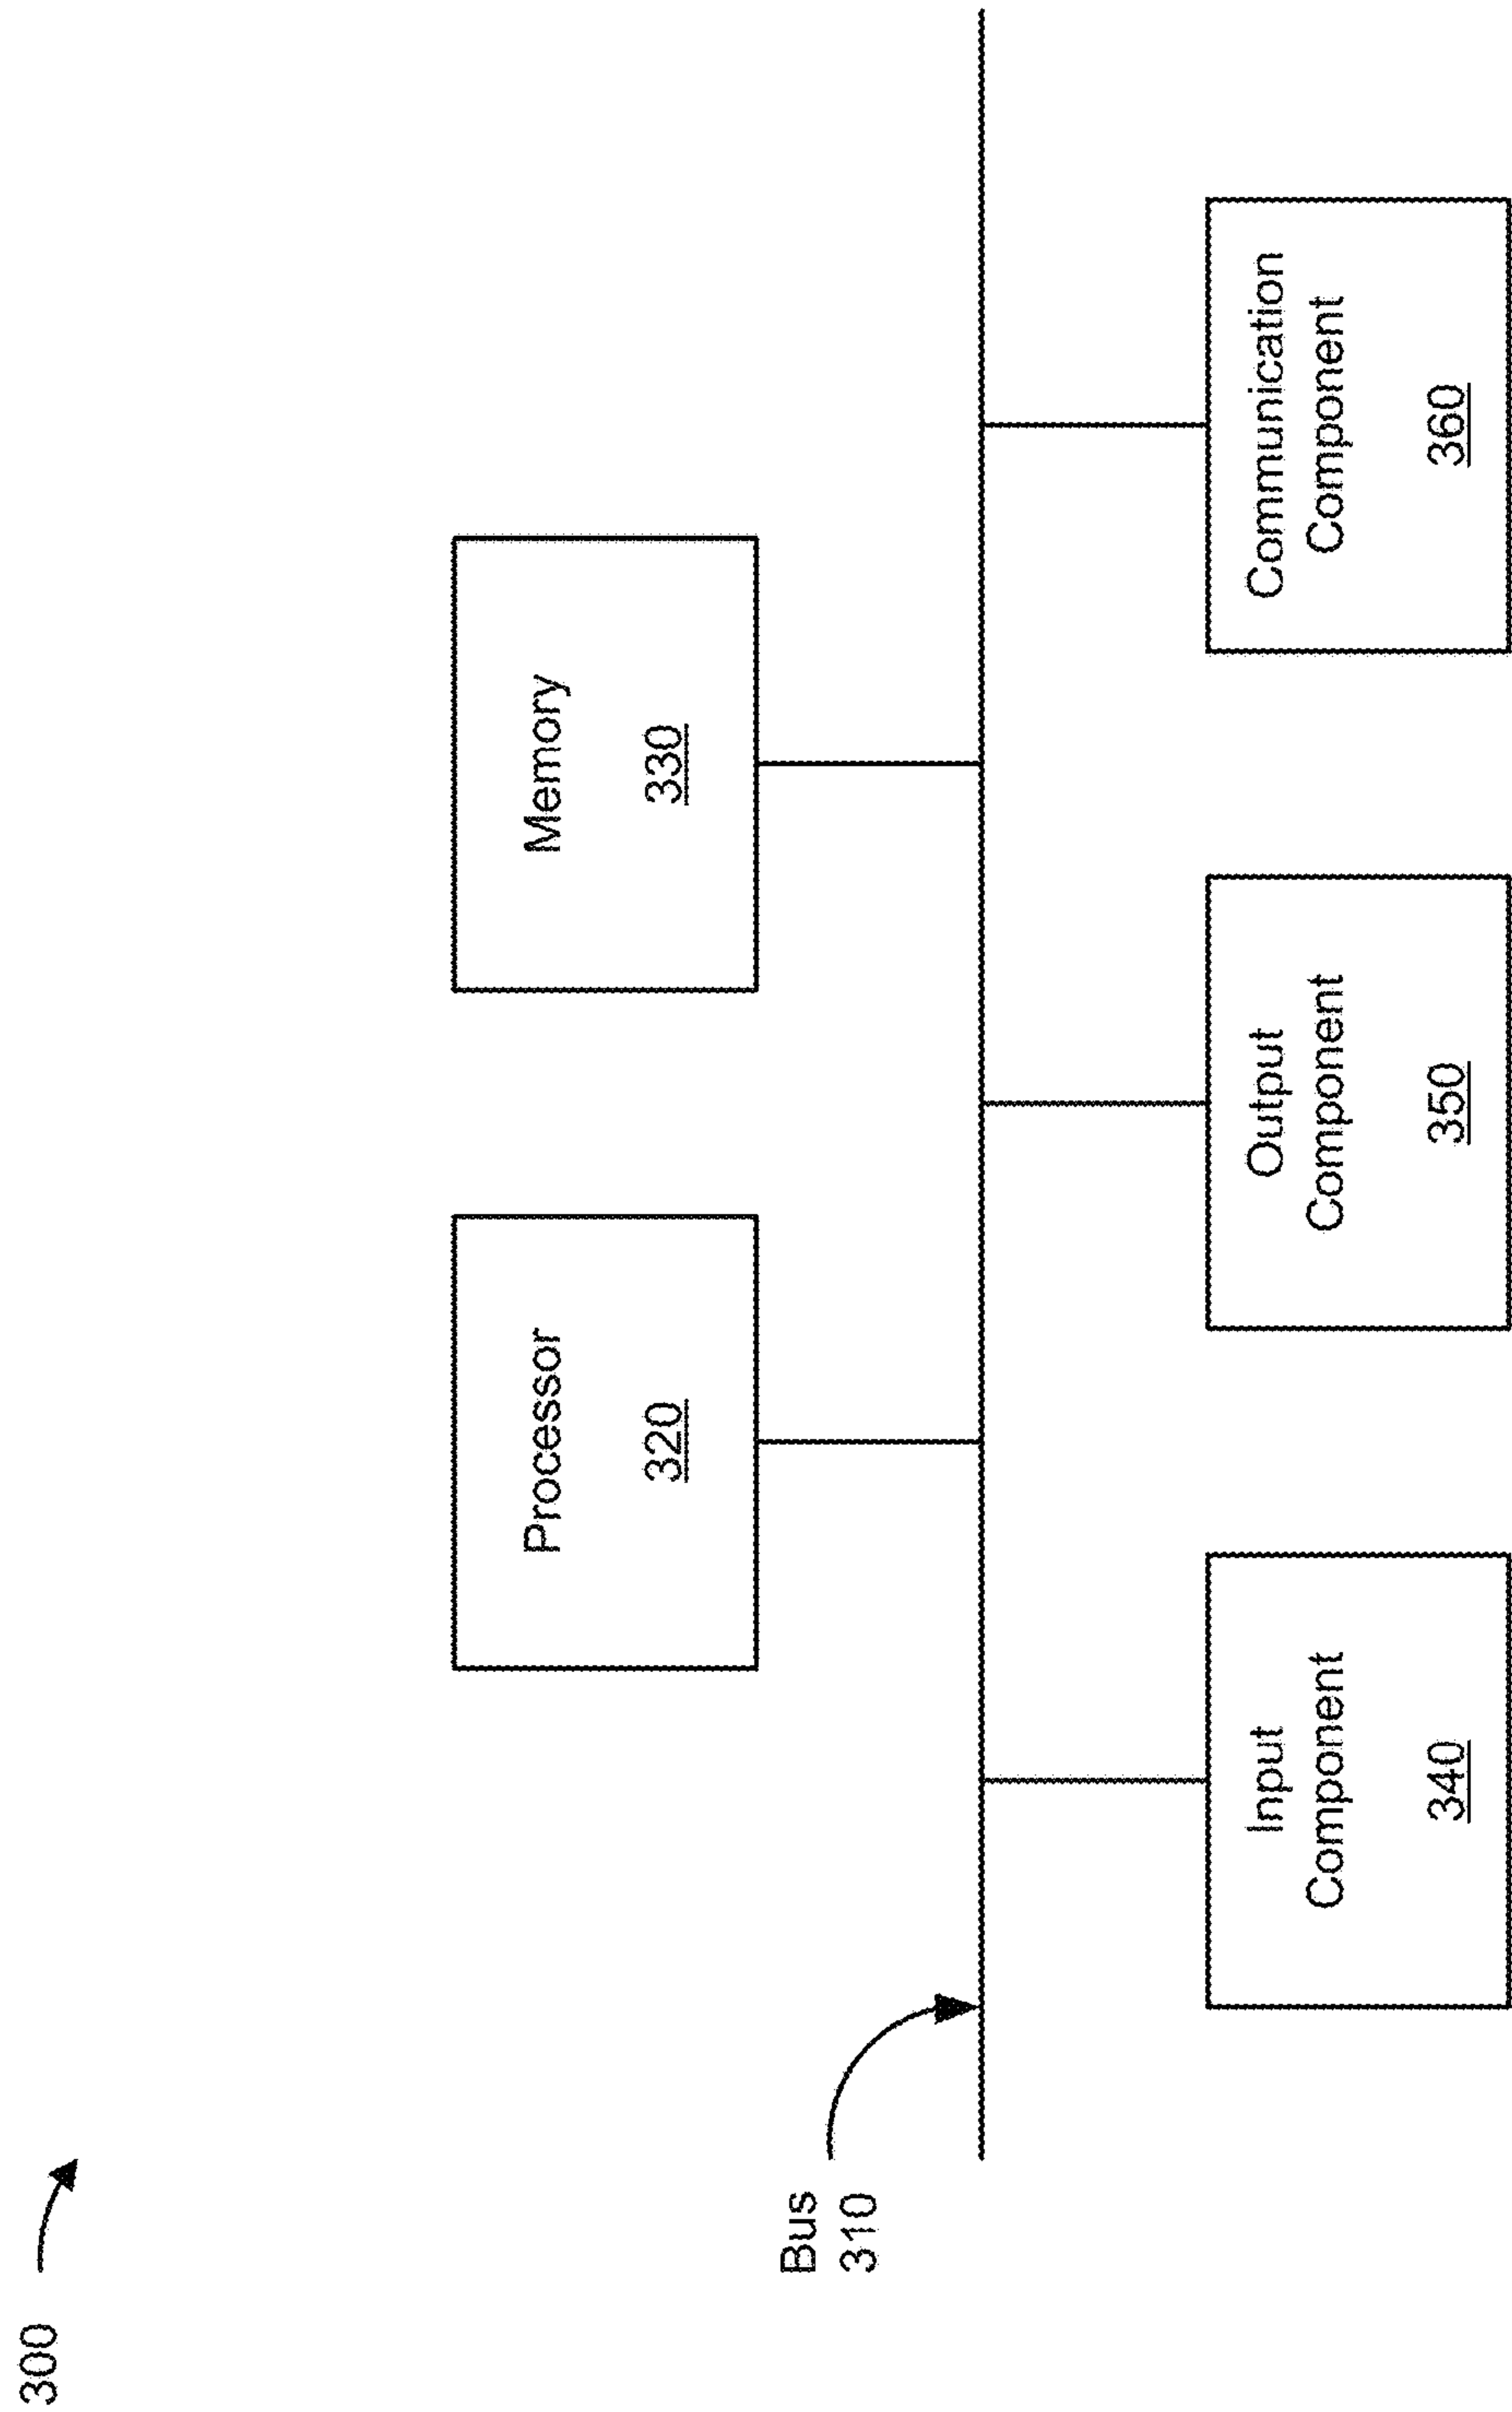 300
Processor
320
Memory
330
Bus
310
Input
Component
340
Output
Component
350
Communication
Component
360